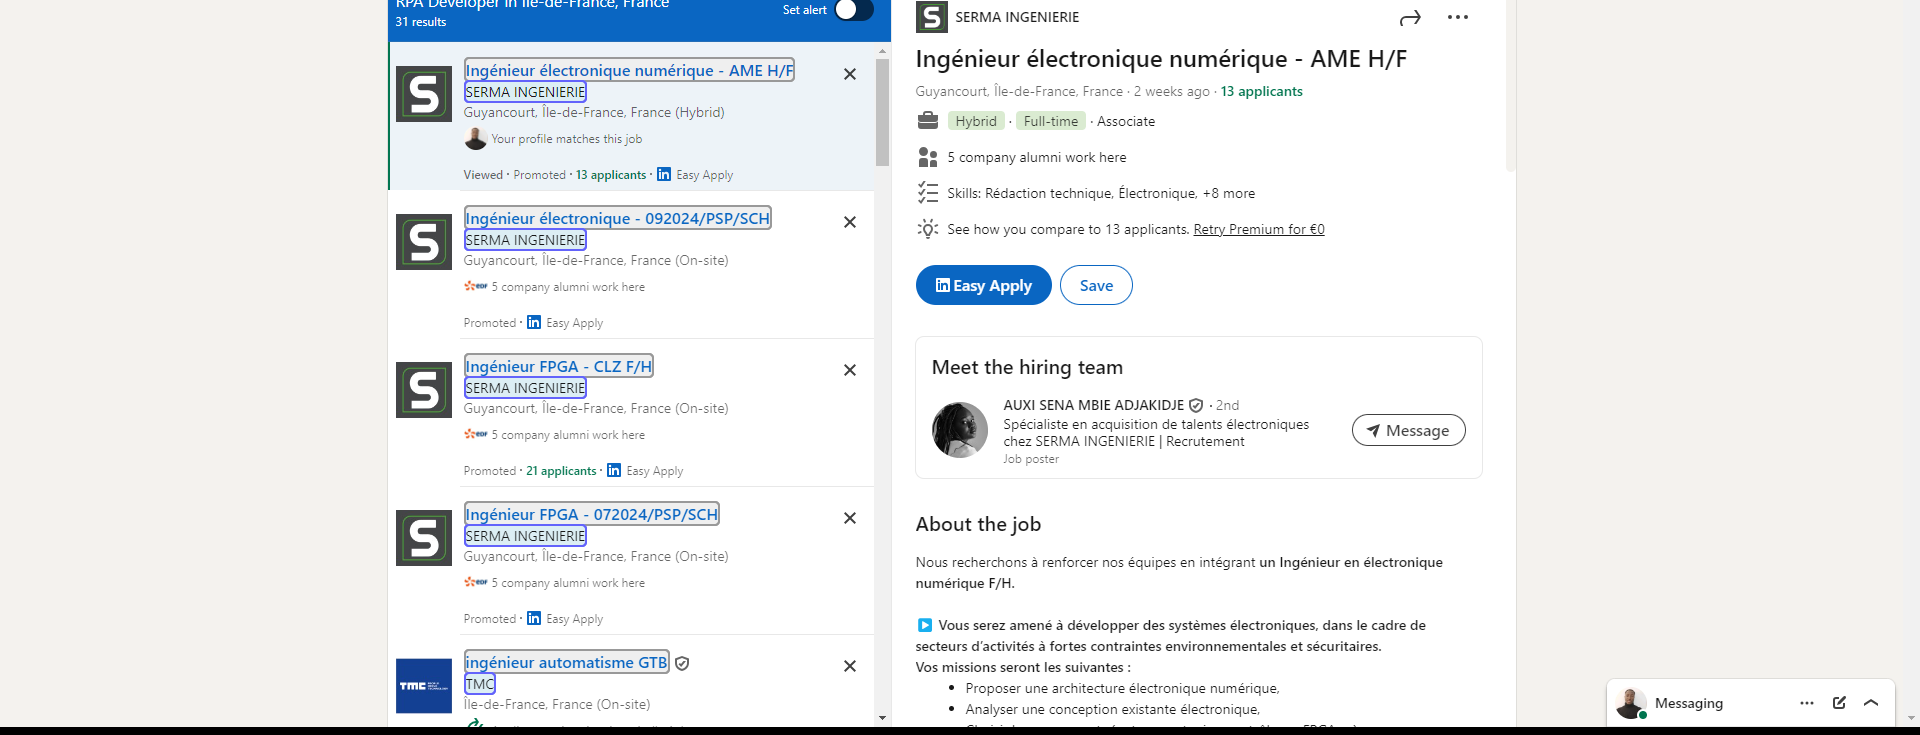 RPA Developer in Île-de-France, France
31 results
Set alert
Ingénieur électronique numérique - AME H/F
SERMA INGENIERIE
Guyancourt, Île-de-France, France (Hybrid)
Your profile matches this job
Viewed · Promoted · 13 applicants · in Easy Apply
Ingénieur électronique - 092024/PSP/SCH
SERMA INGENIERIE
Guyancourt, Île-de-France, France (On-site)
EDF 5 company alumni work here
Promoted · in Easy Apply
Ingénieur FPGA - CLZ F/H
SERMA INGENIERIE
Guyancourt, Île-de-France, France (On-site)
EDF 5 company alumni work here
Promoted · 21 applicants · in Easy Apply
Ingénieur FPGA - 072024/PSP/SCH
SERMA INGENIERIE
Guyancourt, Île-de-France, France (On-site)
EDF 5 company alumni work here
Promoted · in Easy Apply
TMC
ingénieur automatisme GTB
TMC
Île-de-France, France (On-site)
SERMA INGENIERIE
Ingénieur électronique numérique - AME H/F
Guyancourt, Île-de-France, France · 2 weeks ago · 13 applicants
Hybrid · Full-time · Associate
5 company alumni work here
Skills: Rédaction technique, Électronique, +8 more
See how you compare to 13 applicants. Retry Premium for €0
in Easy Apply
Save
Meet the hiring team
AUXI SENA MBIE ADJAKIDJE · 2nd
Spécialiste en acquisition de talents électroniques
chez SERMA INGENIERIE | Recrutement
Job poster
Message
About the job
Nous recherchons à renforcer nos équipes en intégrant un Ingénieur en électronique
numérique F/H.
Vous serez amené à développer des systèmes électroniques, dans le cadre de
secteurs d’activités à fortes contraintes environnementales et sécuritaires.
Vos missions seront les suivantes :
• Proposer une architecture électronique numérique,
• Analyser une conception existante électronique,
Messaging